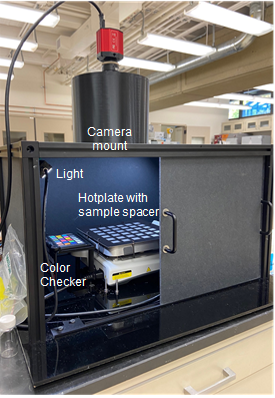 Camera
mount
Light
Hotplate with
sample spacer
Color
Checker